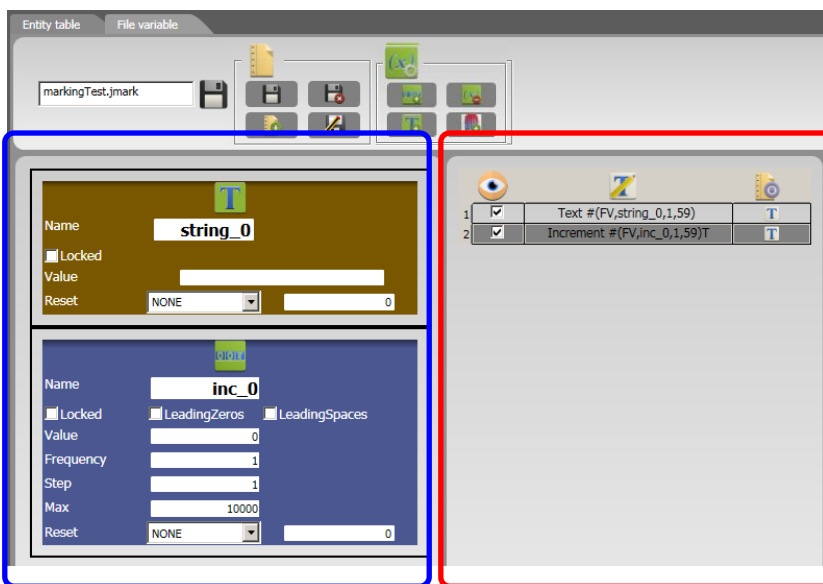 Entity table File variable
markingTest.jmark
T
Name string_0
Locked
Value
Reset NONE 0
Name inc_0
Locked LeadingZeros LeadingSpaces
Value 0
Frequency 1
Step 1
Max 10000
Reset NONE 0
1 Text #(FV,string_0,1,59) T
2 Increment #(FV,inc_0,1,59)T T